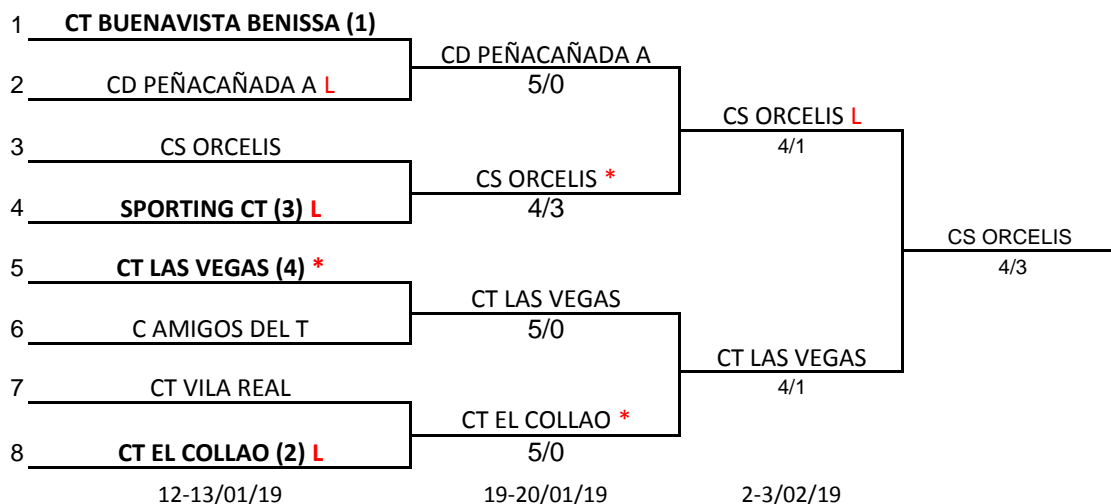 1 CT BUENAVISTA BENISSA (1)
CD PEÑACAÑADA A
2 CD PEÑACAÑADA A L
5/0
CS ORCELIS L
4/1
3 CS ORCELIS
CS ORCELIS *
4 SPORTING CT (3) L
4/3
CS ORCELIS
4/3
5 CT LAS VEGAS (4) *
CT LAS VEGAS
6 C AMIGOS DEL T
5/0
CT LAS VEGAS
4/1
7 CT VILA REAL
CT EL COLLAO *
8 CT EL COLLAO (2) L
5/0
12-13/01/19 19-20/01/19 2-3/02/19